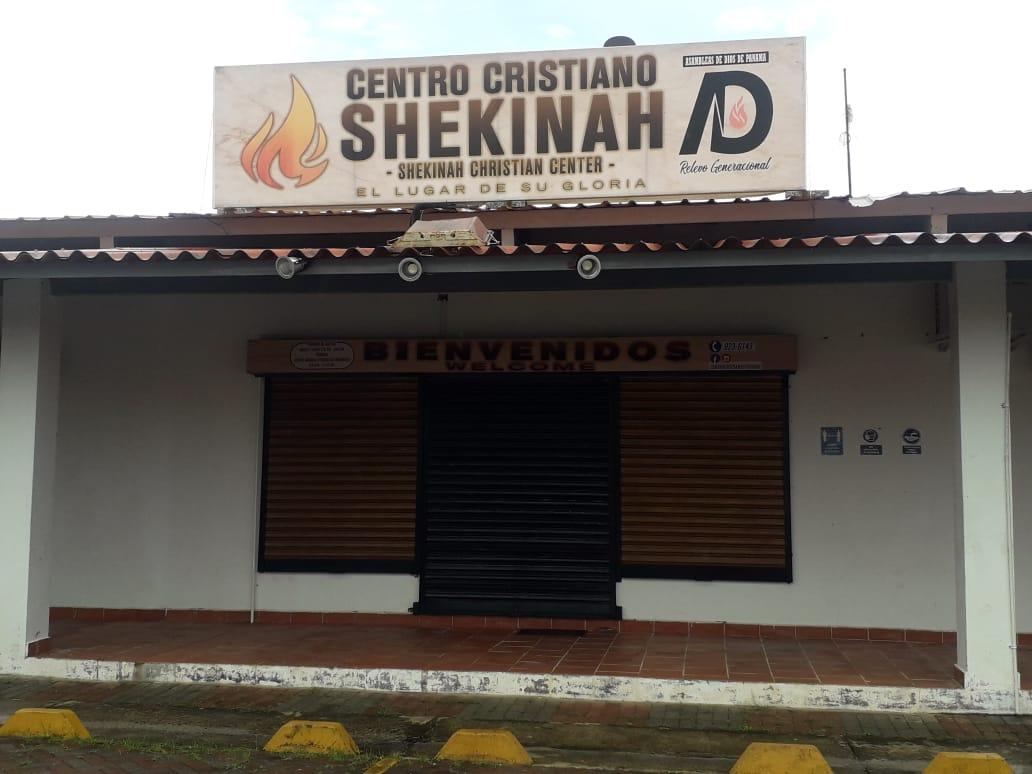 CENTRO CRISTIANO
SHEKINAH
- SHEKINAH CHRISTIAN CENTER -
EL LUGAR DE SU GLORIA
ASAMBLEAS DE DIOS DE PANAMA
AD
Relevo Generacional
BIENVENIDOS
WELCOME